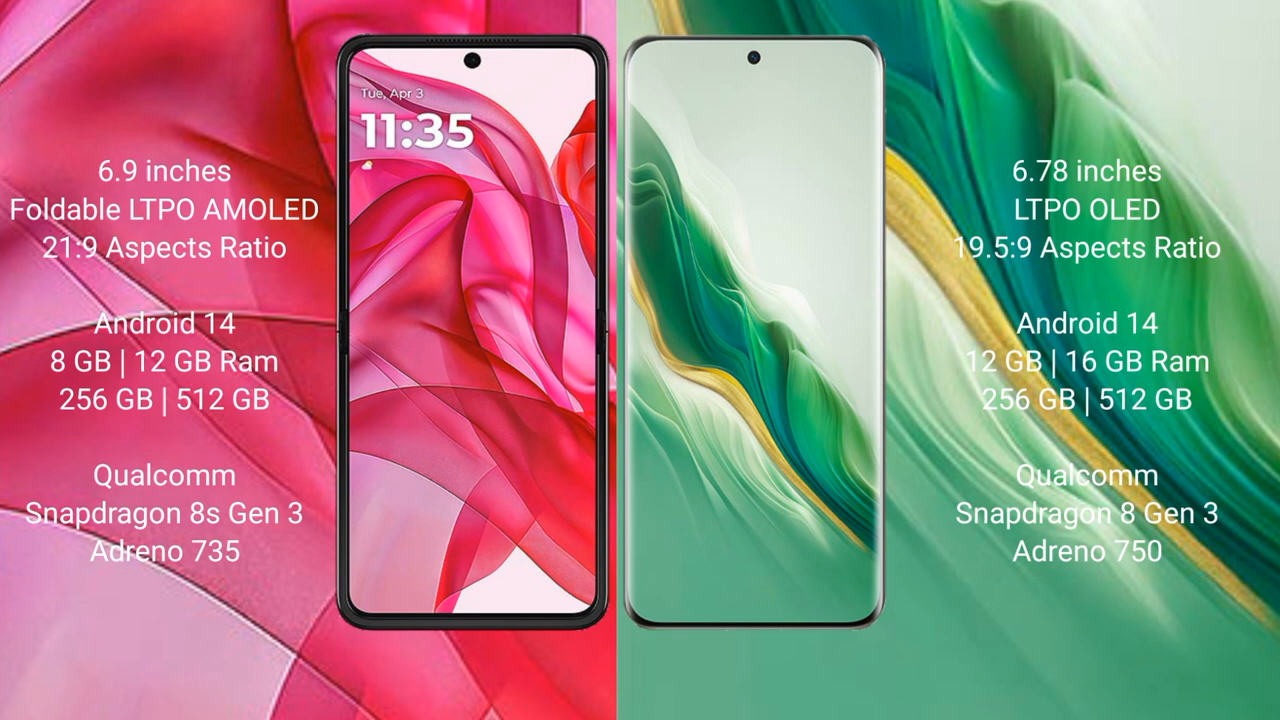 6.9 inches
Foldable LTPO AMOLED
21:9 Aspects Ratio
Android 14
8 GB | 12 GB Ram
256 GB | 512 GB
Qualcomm
Snapdragon 8s Gen 3
Adreno 735
Tue, Apr 3
11:35
6.78 inches
LTPO OLED
19.5:9 Aspects Ratio
Android 14
12 GB | 16 GB Ram
256 GB | 512 GB
Qualcomm
Snapdragon 8 Gen 3
Adreno 750